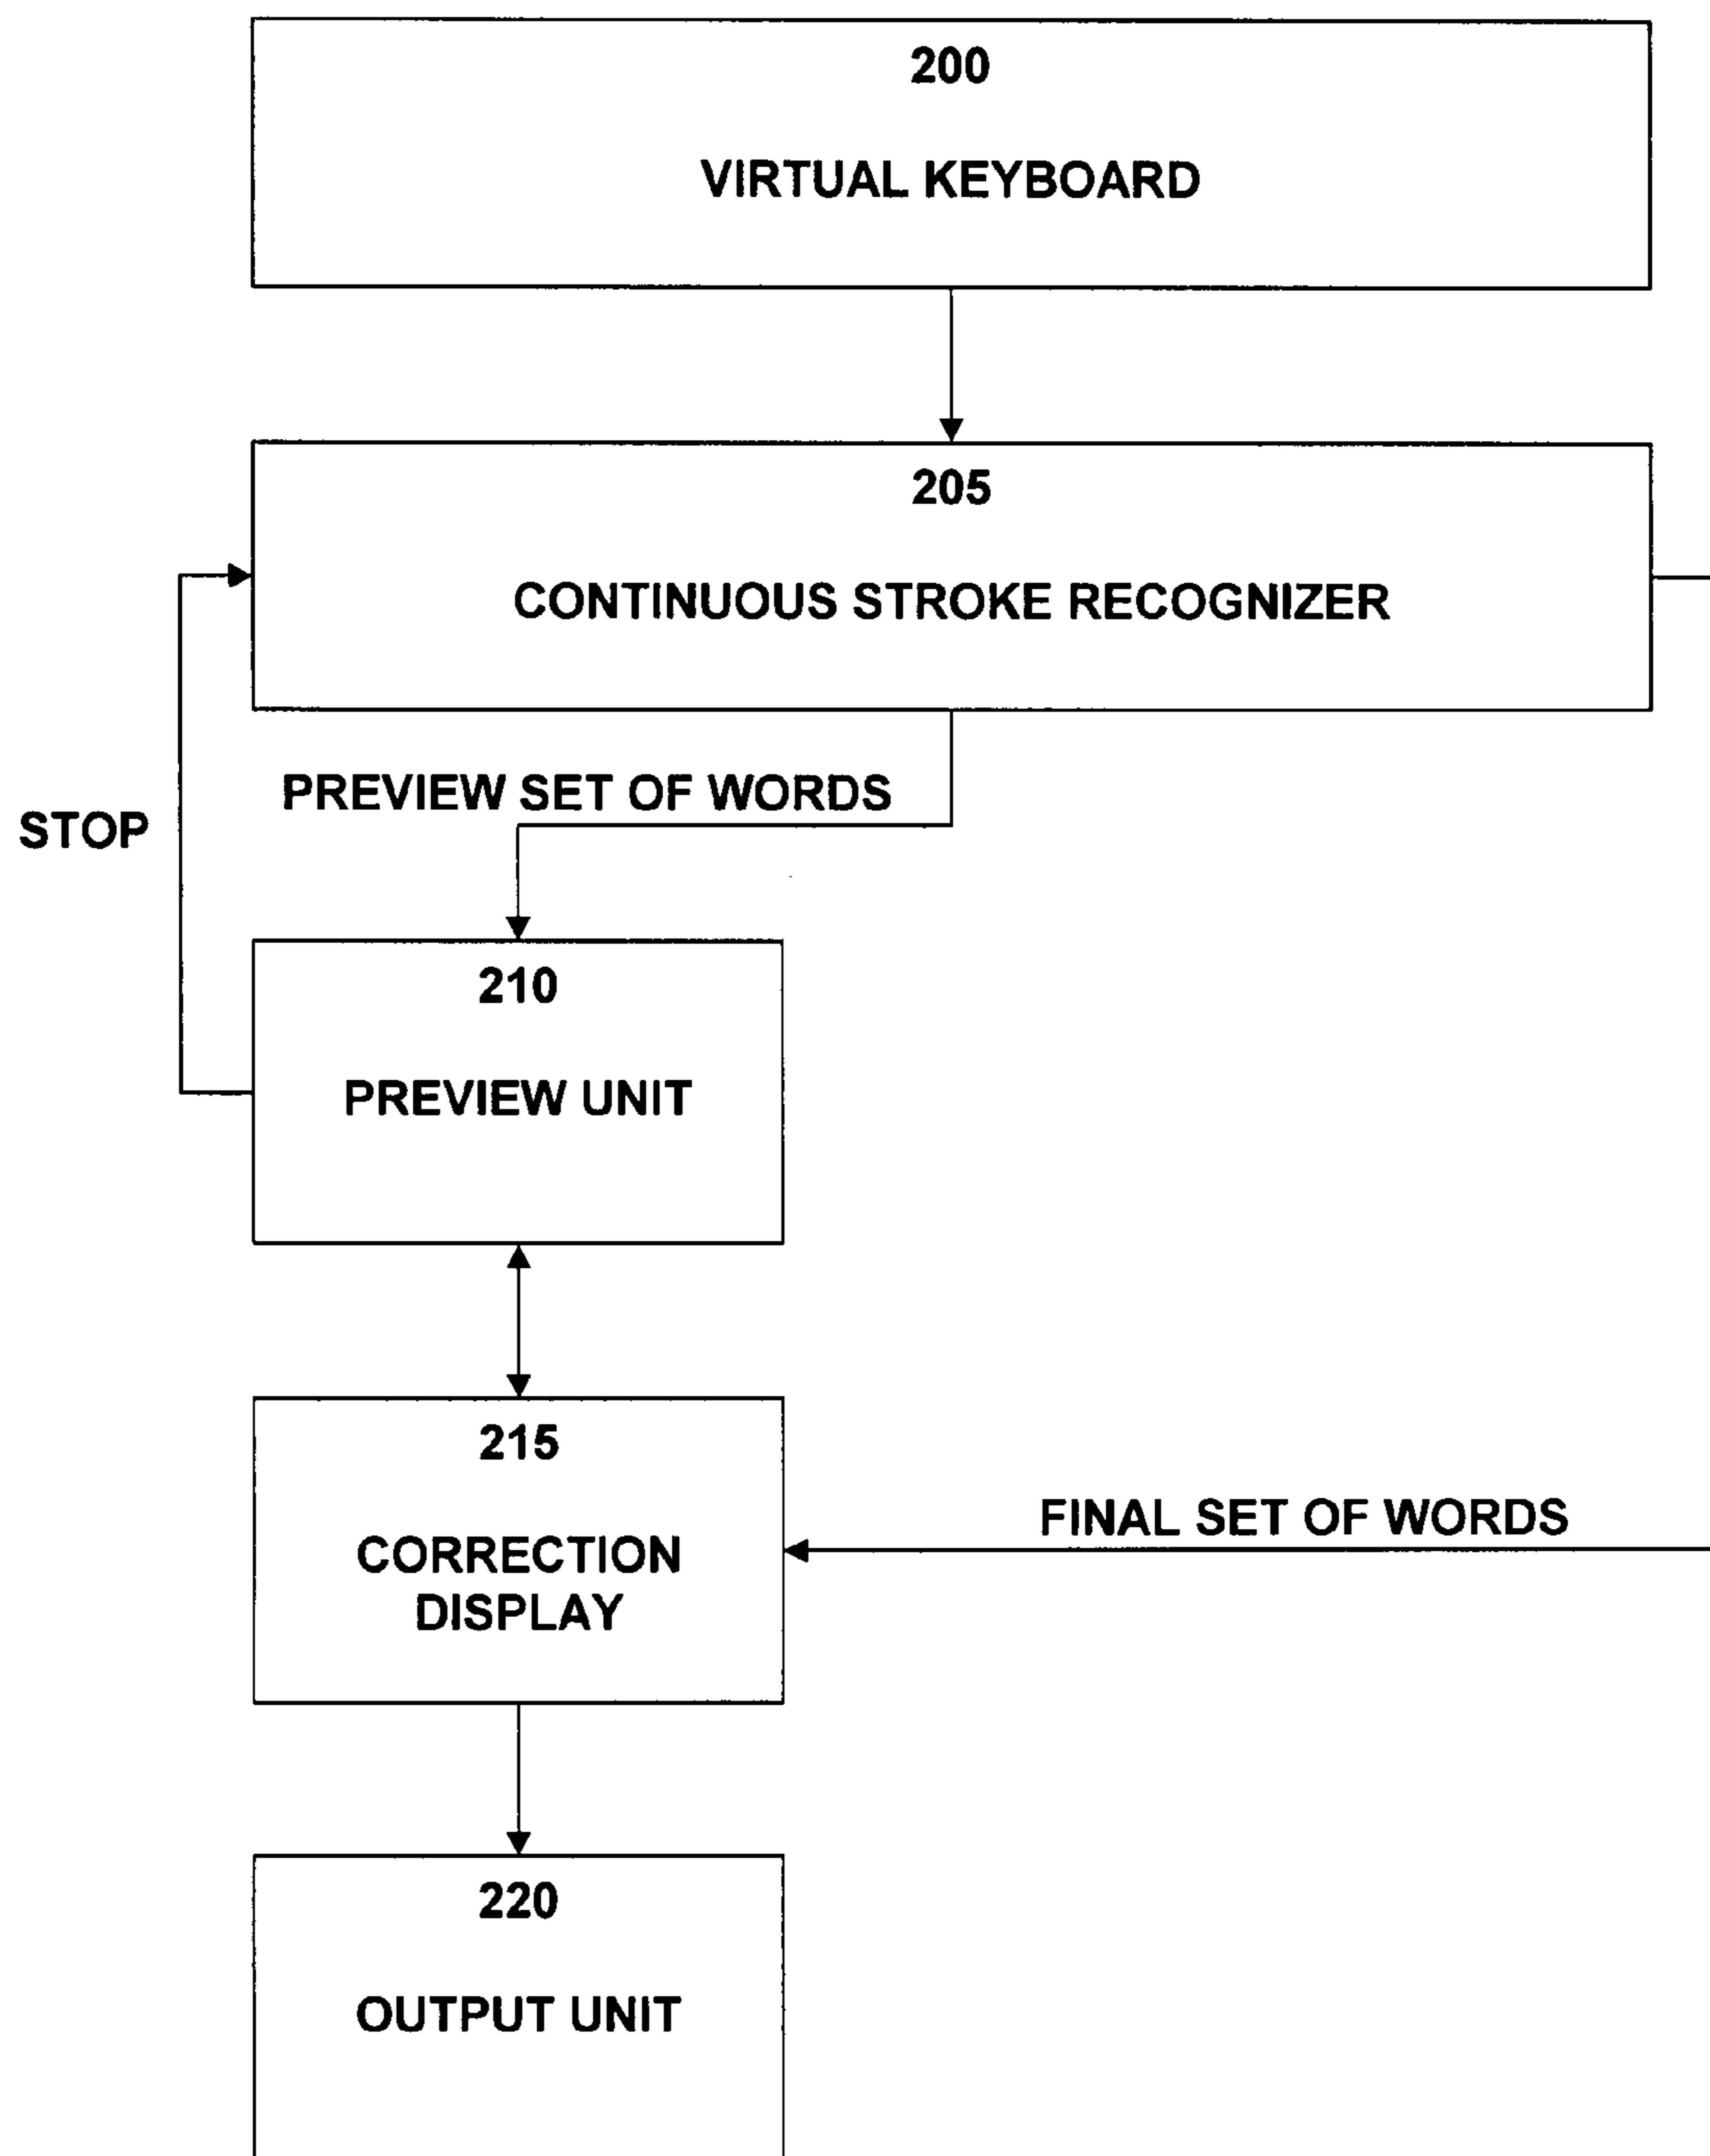 200
VIRTUAL KEYBOARD
205
CONTINUOUS STROKE RECOGNIZER
PREVIEW SET OF WORDS
STOP
210
PREVIEW UNIT
215
CORRECTION
DISPLAY
FINAL SET OF WORDS
220
OUTPUT UNIT